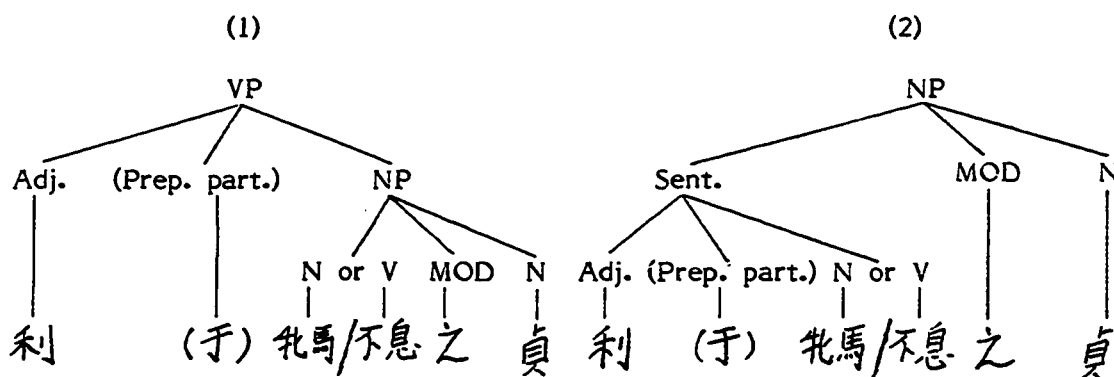 (1) (2)
VP NP
Adj. (Prep. part.) NP Sent. MOD N
N or V MOD N Adj. (Prep. part.) N or V
利 (于) 牝馬/不息 之 貞 利 (于) 牝馬/不息 之 貞